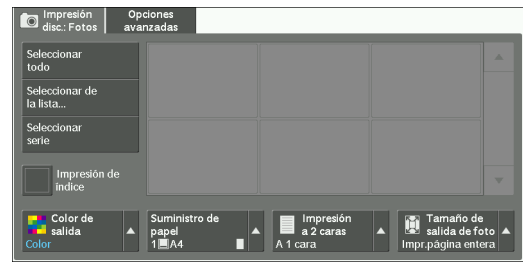 Impresión
disc.: Fotos
Opciones
avanzadas
Seleccionar
todo
Seleccionar de
la lista...
Seleccionar
serie
Impresión de
índice
Color de
salida
Color
Suministro de
papel
1 A4
Impresión
a 2 caras
A 1 cara
Tamaño de
salida de foto
Impr.página entera